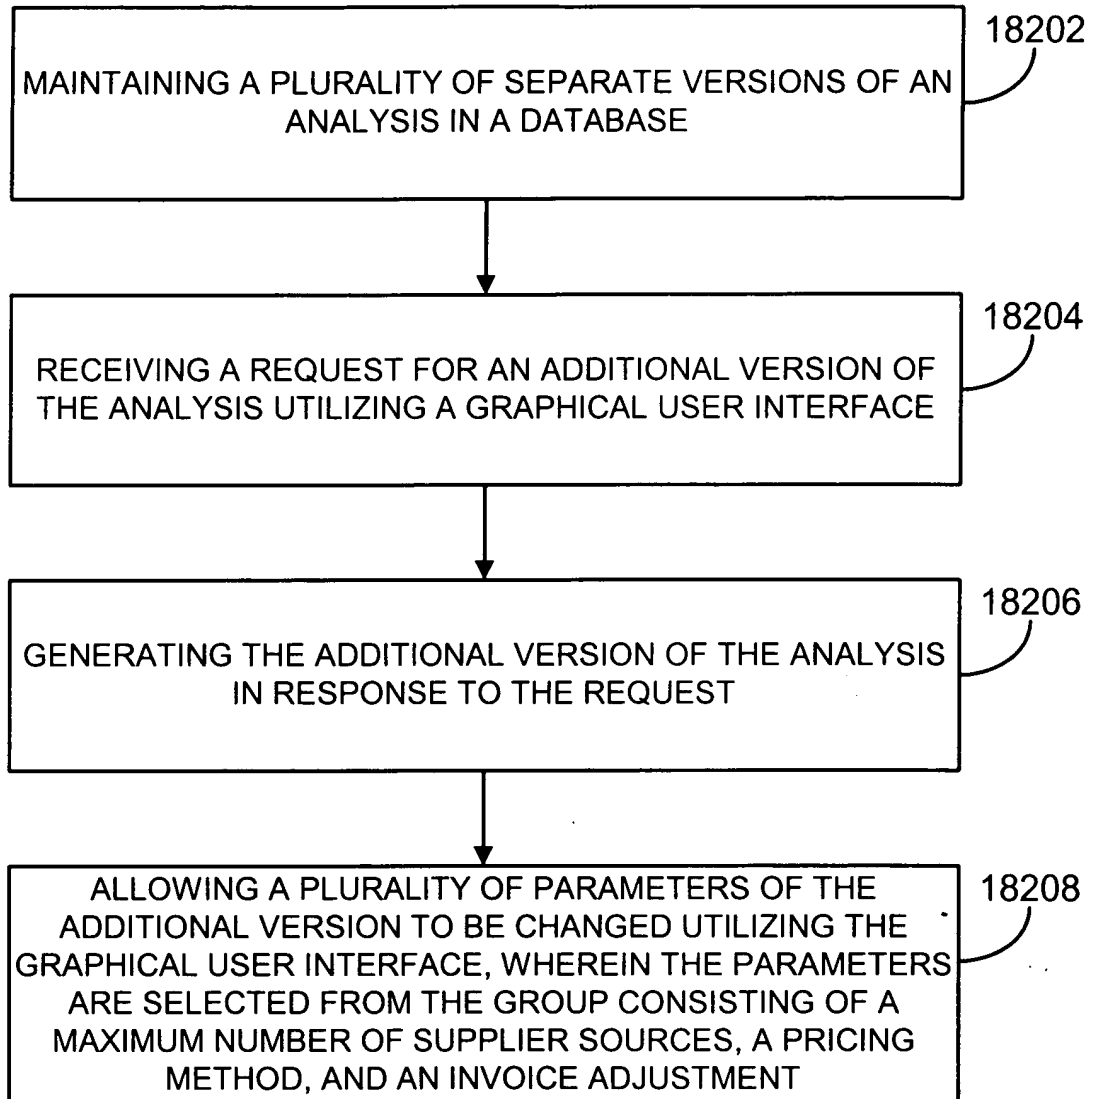 18202
MAINTAINING A PLURALITY OF SEPARATE VERSIONS OF AN
ANALYSIS IN A DATABASE
18204
RECEIVING A REQUEST FOR AN ADDITIONAL VERSION OF
THE ANALYSIS UTILIZING A GRAPHICAL USER INTERFACE
18206
GENERATING THE ADDITIONAL VERSION OF THE ANALYSIS
IN RESPONSE TO THE REQUEST
18208
ALLOWING A PLURALITY OF PARAMETERS OF THE
ADDITIONAL VERSION TO BE CHANGED UTILIZING THE
GRAPHICAL USER INTERFACE, WHEREIN THE PARAMETERS
ARE SELECTED FROM THE GROUP CONSISTING OF A
MAXIMUM NUMBER OF SUPPLIER SOURCES, A PRICING
METHOD, AND AN INVOICE ADJUSTMENT